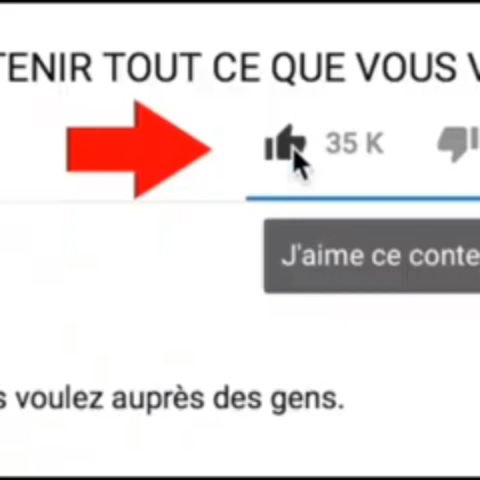 TENIR TOUT CE QUE VOUS V
35 K
J'aime ce conte
s voulez auprès des gens.